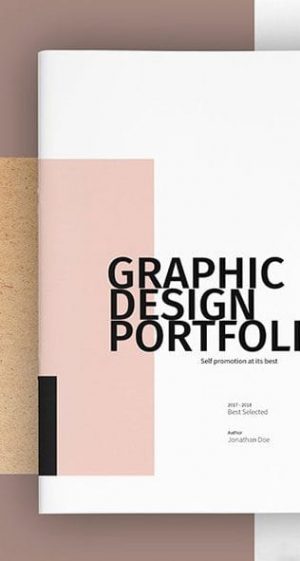 GRAPHIC
DESIGN
PORTFOLI
Self promotion at its best
2017 - 2018
Best Selected
Author
Jonathan Doe